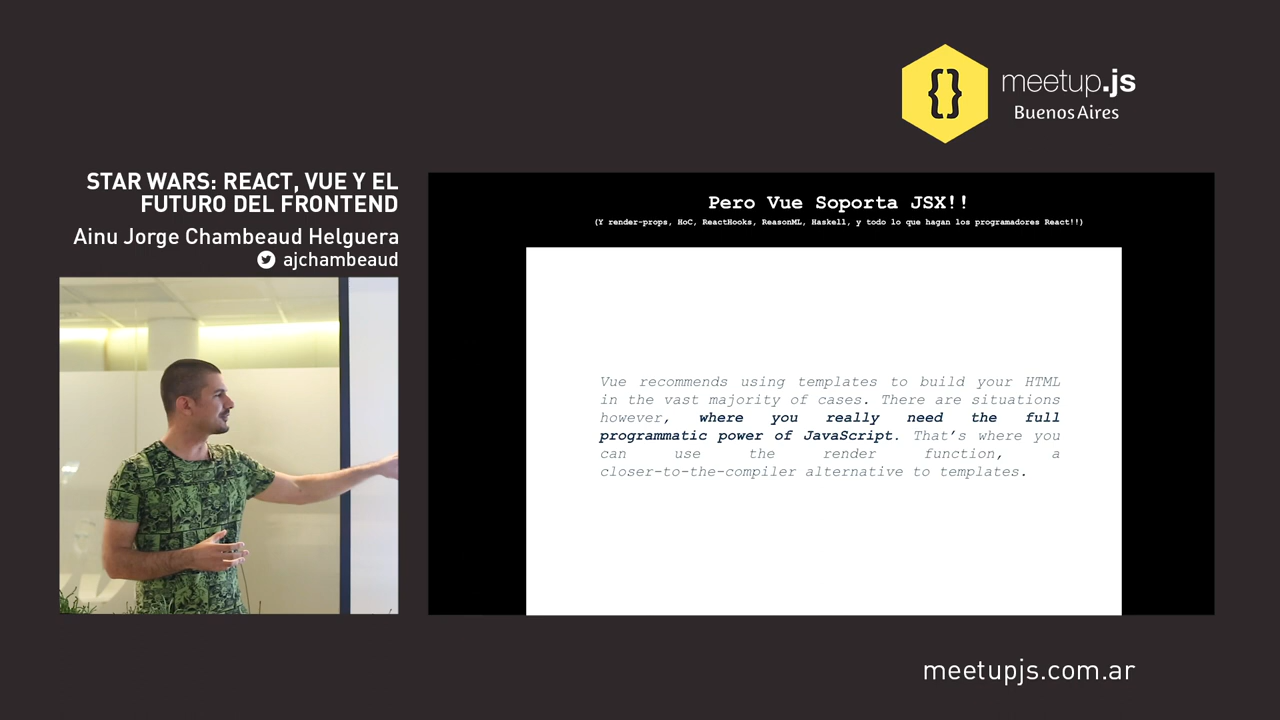 {}
meetup.js
Buenos Aires
STAR WARS: REACT, VUE Y EL
FUTURO DEL FRONTEND
Ainu Jorge Chambeaud Helguera
ajchambeaud
Pero Vue Soporta JSX!!
(Y render-props, HoC, ReactHooks, ReasonML, Haskell, y todo lo que hagan los programadores React!!)
Vue recommends using templates to build your HTML
in the vast majority of cases. There are situations
however, where you really need the full
programmatic power of JavaScript. That’s where you
can use the render function, a
closer-to-the-compiler alternative to templates.
meetupjs.com.ar